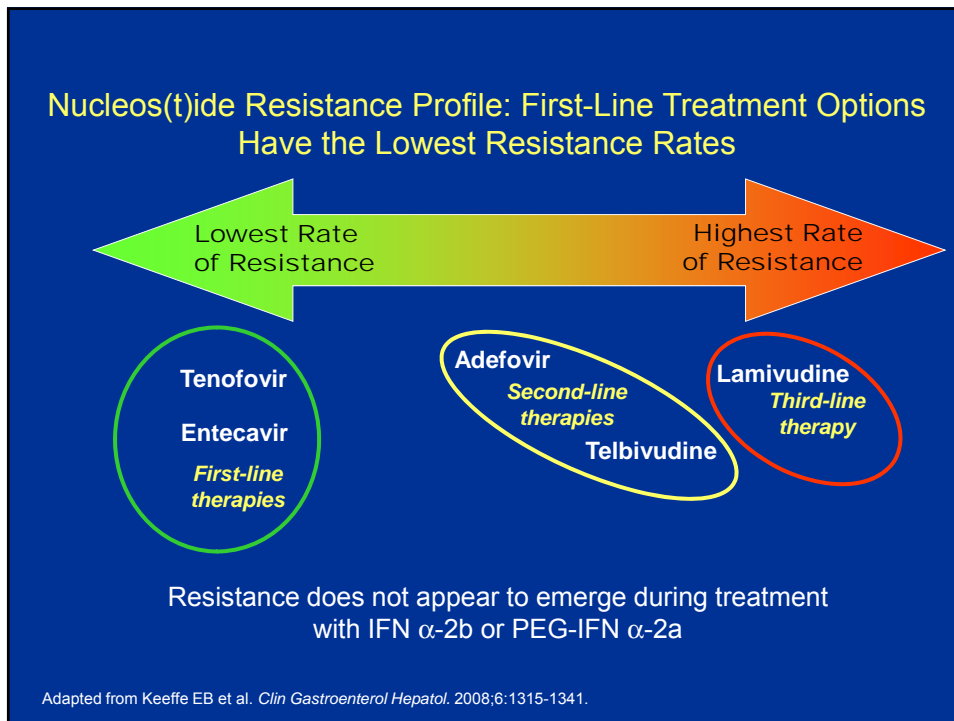 Nucleos(t)ide Resistance Profile: First-Line Treatment Options
Have the Lowest Resistance Rates
Lowest Rate
of Resistance
Highest Rate
of Resistance
Tenofovir
Entecavir
First-line
therapies
Adefovir
Second-line
therapies
Telbivudine
Lamivudine
Third-line
therapy
Resistance does not appear to emerge during treatment
with IFN α-2b or PEG-IFN α-2a
Adapted from Keeffe EB et al. Clin Gastroenterol Hepatol. 2008;6:1315-1341.